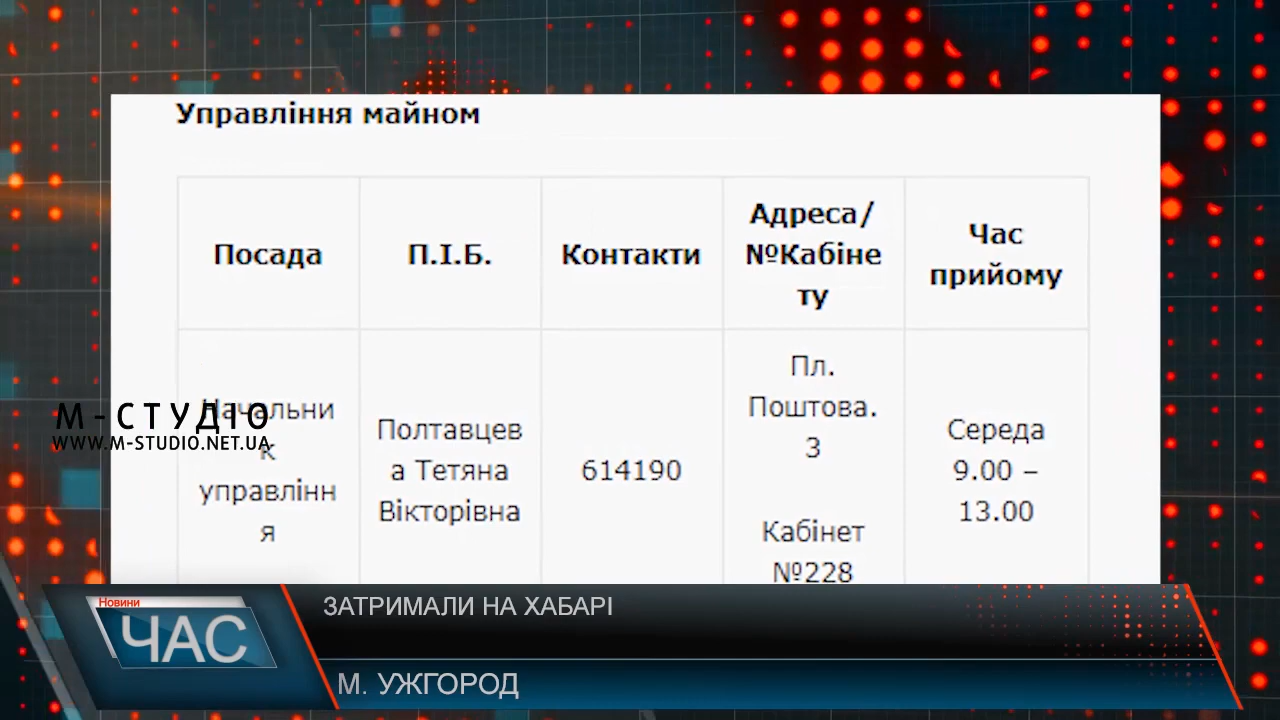 Управління майном
Посада
П.І.Б.
Контакти
Адреса/
№Кабіне
ту
Час
прийому
Начальни
к
управлінн
я
Полтавцев
а Тетяна
Вікторівна
614190
Пл.
Поштова.
3
Кабінет
№228
Середа
9.00 –
13.00
М-СТУДІО
WWW.M-STUDIO.NET.UA
ЗАТРИМАЛИ НА ХАБАРІ
Новини
ЧАС
М. УЖГОРОД